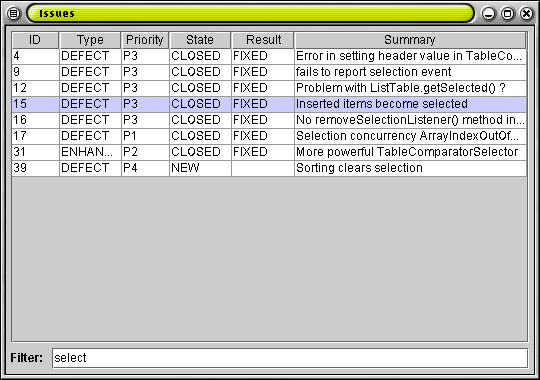 Issues
ID Type Priority State Result Summary
4 DEFECT P3 CLOSED FIXED Error in setting header value in TableCo...
9 DEFECT P3 CLOSED FIXED fails to report selection event
12 DEFECT P3 CLOSED FIXED Problem with ListTable.getSelected() ?
15 DEFECT P3 CLOSED FIXED Inserted items become selected
16 DEFECT P3 CLOSED FIXED No removeSelectionListener() method in...
17 DEFECT P1 CLOSED FIXED Selection concurrency ArrayIndexOutOf...
31 ENHAN... P2 CLOSED FIXED More powerful TableComparatorSelector
39 DEFECT P4 NEW Sorting clears selection
Filter: select